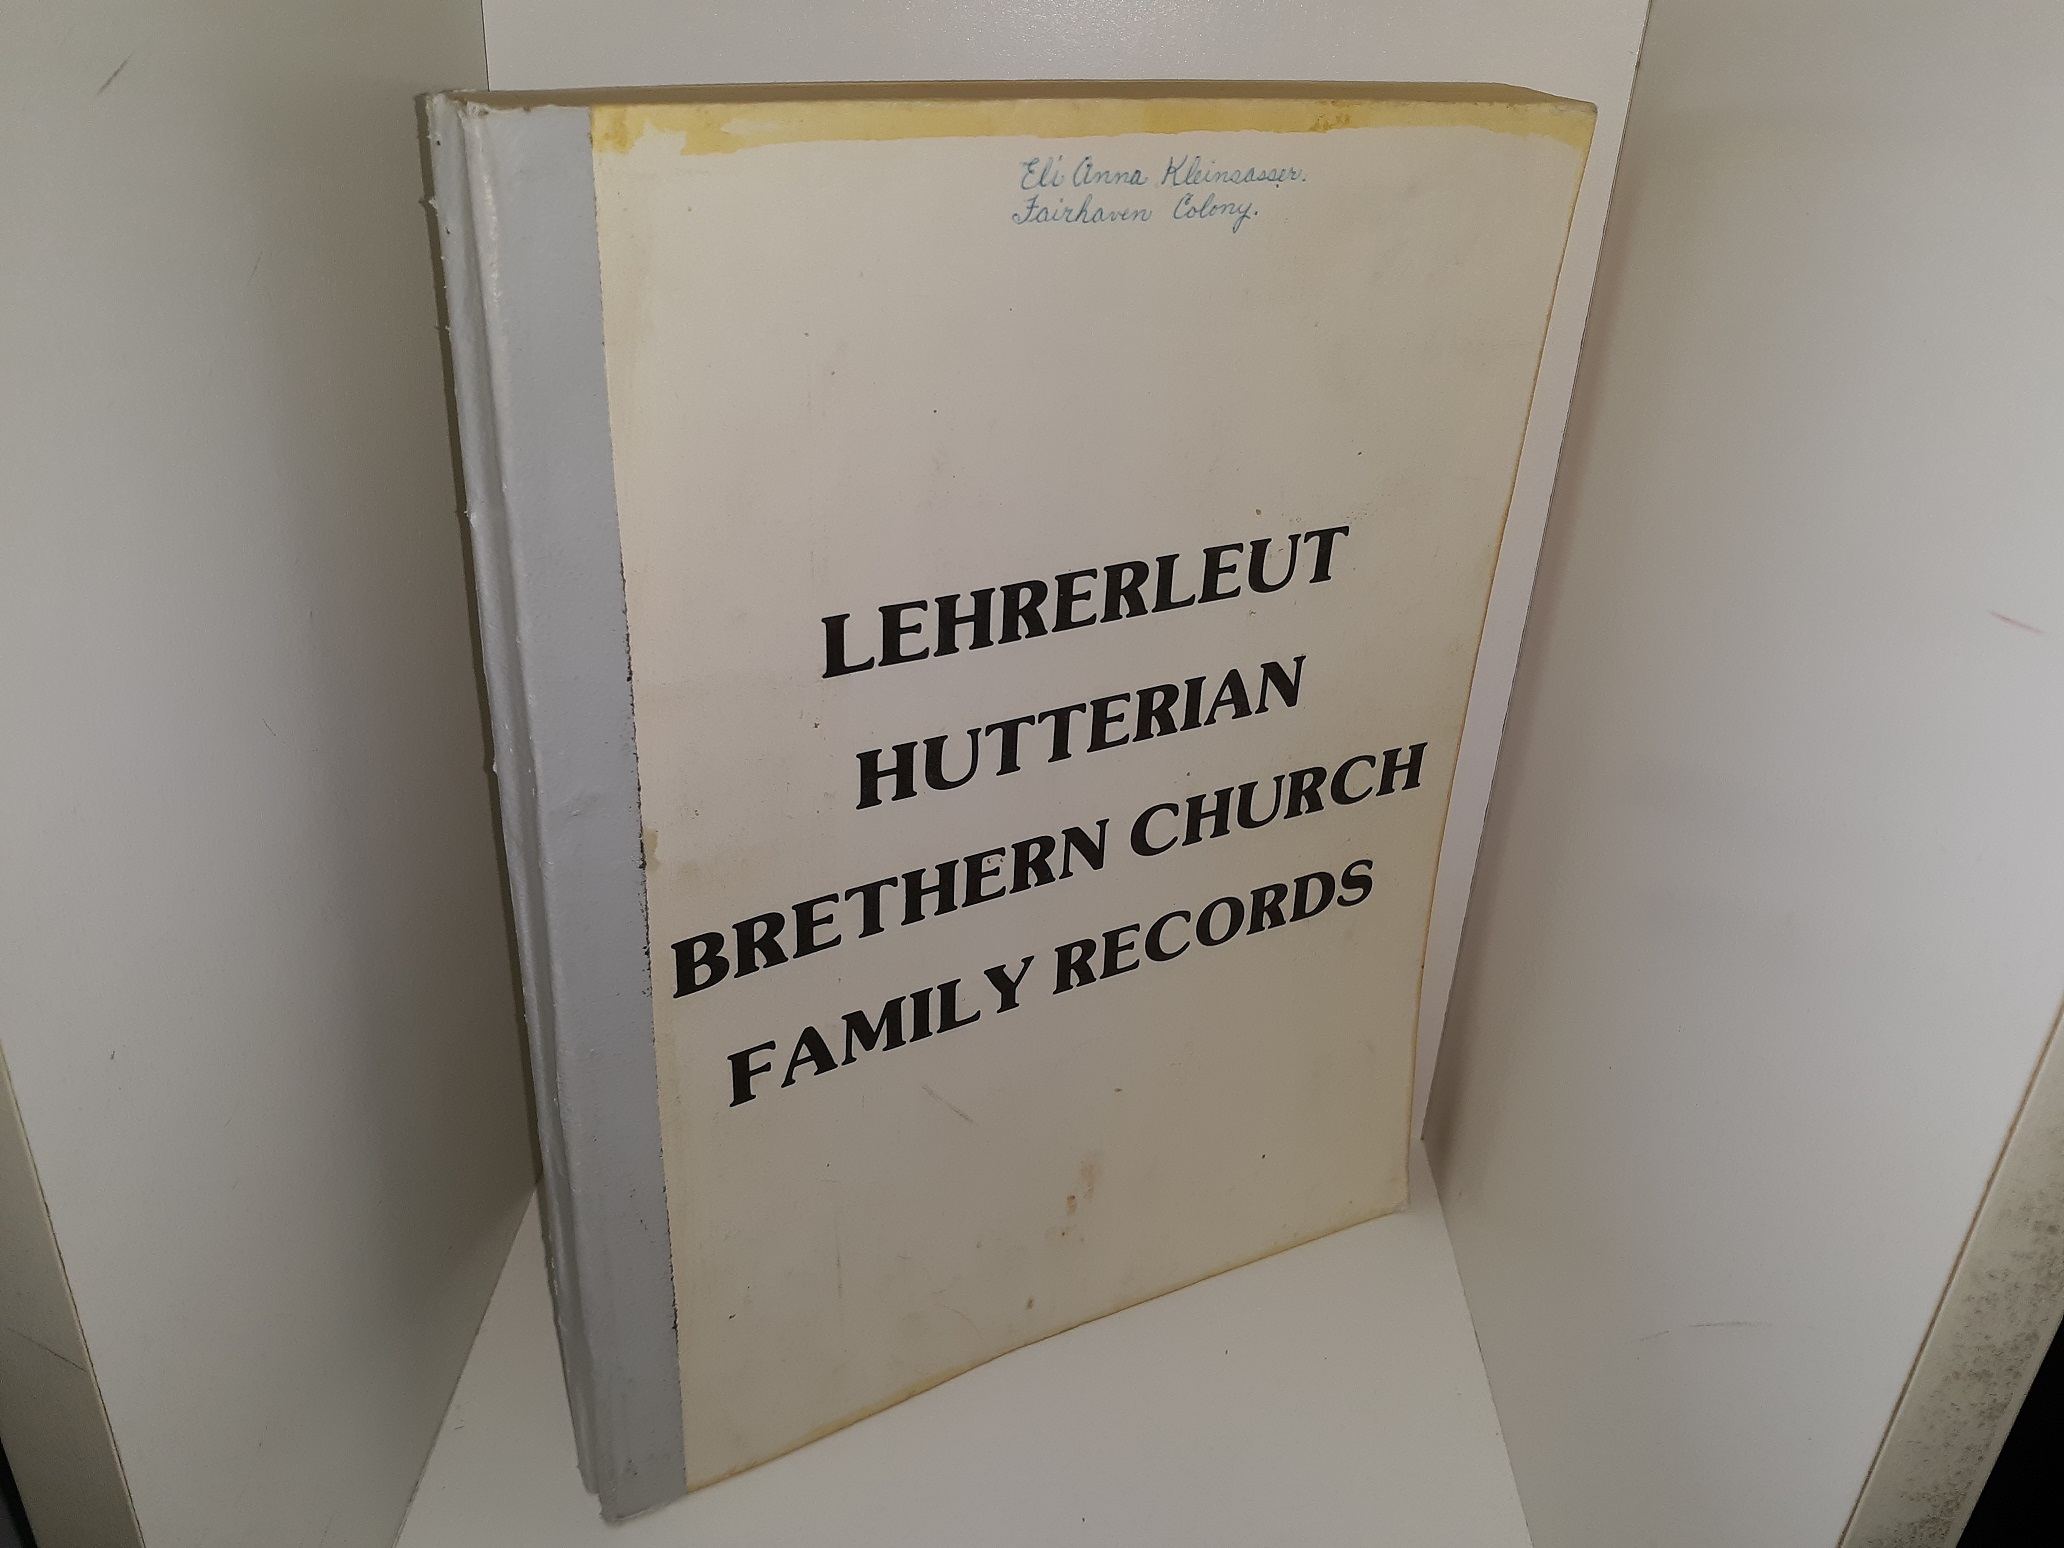 Eli Anna Kleinsasser.
Fairhaven Colony.
LEHRERLEUT
HUTTERIAN
BRETHERN CHURCH
FAMILY RECORDS